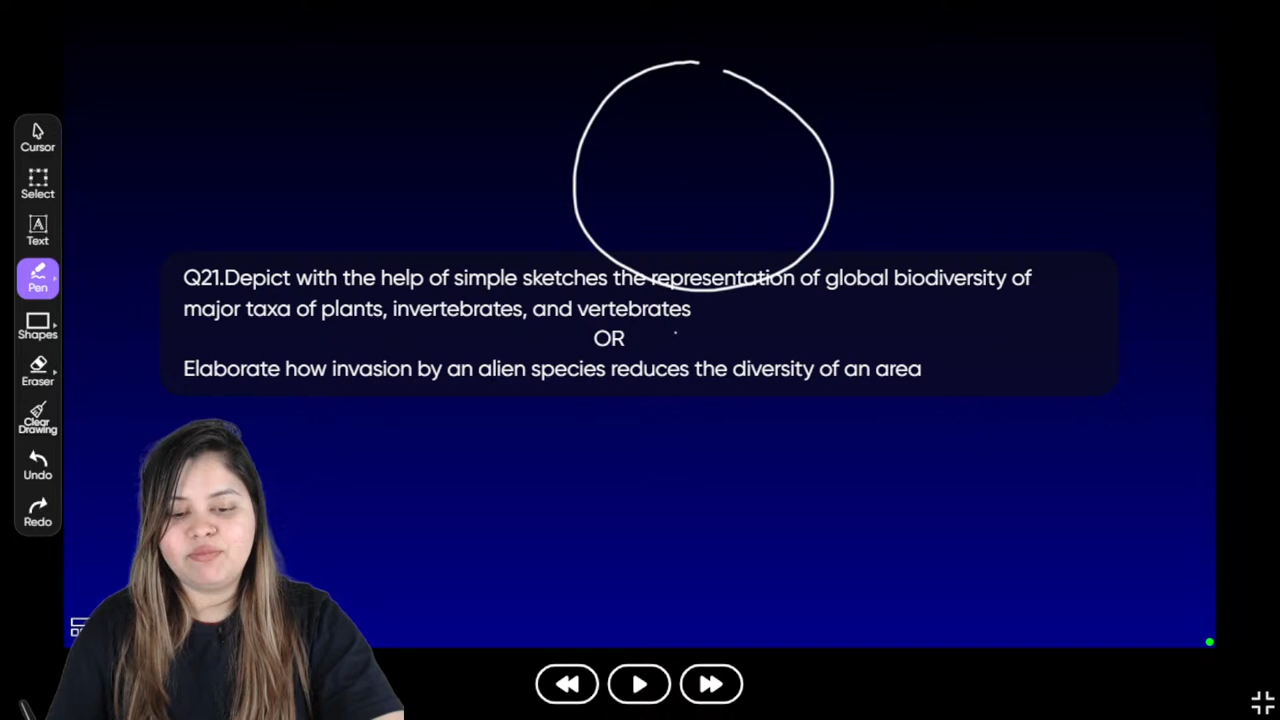 Cursor
Select
Text
Pen
Shapes
Eraser
Clear
Drawing
Undo
Redo
Q21.Depict with the help of simple sketches the representation of global biodiversity of
major taxa of plants, invertebrates, and vertebrates
OR
Elaborate how invasion by an alien species reduces the diversity of an area